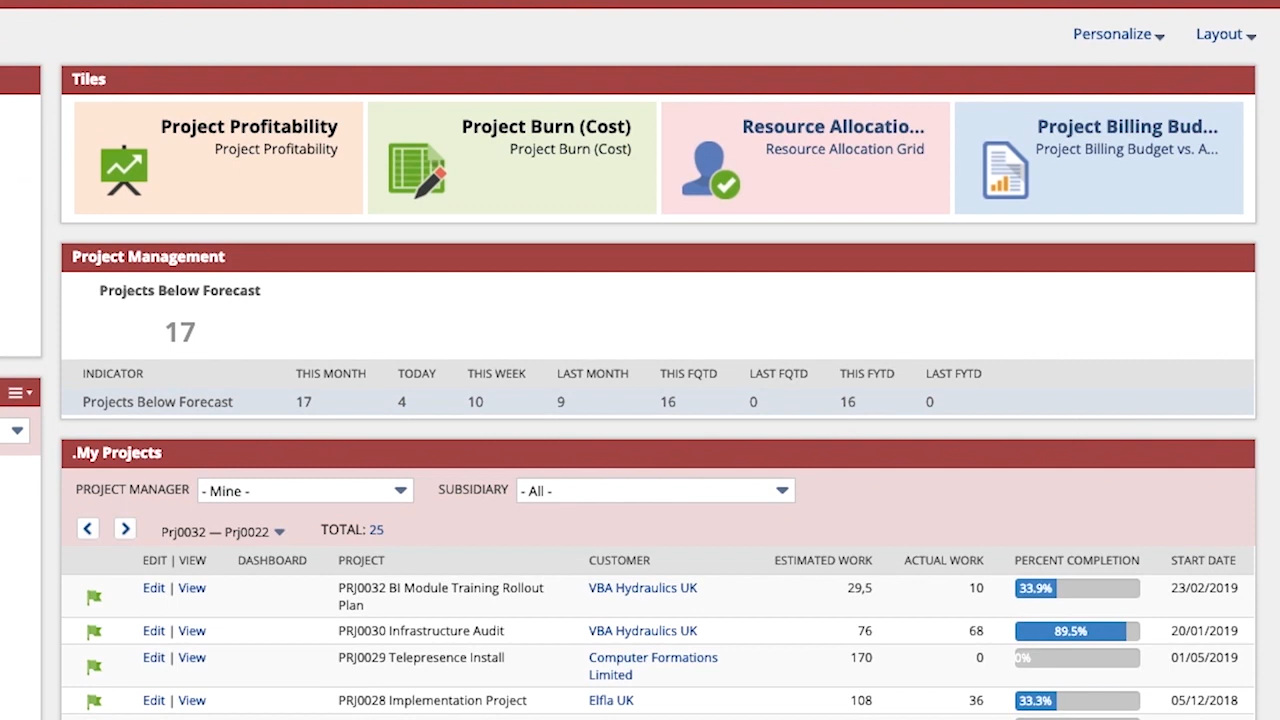 Personalize Layout
Tiles
Project Profitability
Project Profitability
Project Burn (Cost)
Project Burn (Cost)
Resource Allocatio...
Resource Allocation Grid
Project Billing Bud...
Project Billing Budget vs. A...
Project Management
Projects Below Forecast
17
INDICATOR THIS MONTH TODAY THIS WEEK LAST MONTH THIS FQTD LAST FQTD THIS FYTD LAST FYTD
Projects Below Forecast 17 4 10 9 16 0 16 0
.My Projects
PROJECT MANAGER - Mine - SUBSIDIARY - All -
Prj0032 — Prj0022 TOTAL: 25
EDIT | VIEW DASHBOARD PROJECT CUSTOMER ESTIMATED WORK ACTUAL WORK PERCENT COMPLETION START DATE
Edit | View PRJ0032 BI Module Training Rollout VBA Hydraulics UK 29,5 10 33.9% 23/02/2019
Plan
Edit | View PRJ0030 Infrastructure Audit VBA Hydraulics UK 76 68 89.5% 20/01/2019
Edit | View PRJ0029 Telepresence Install Computer Formations 170 0 0% 01/05/2019
Limited
Edit | View PRJ0028 Implementation Project Elfla UK 108 36 33.3% 05/12/2018